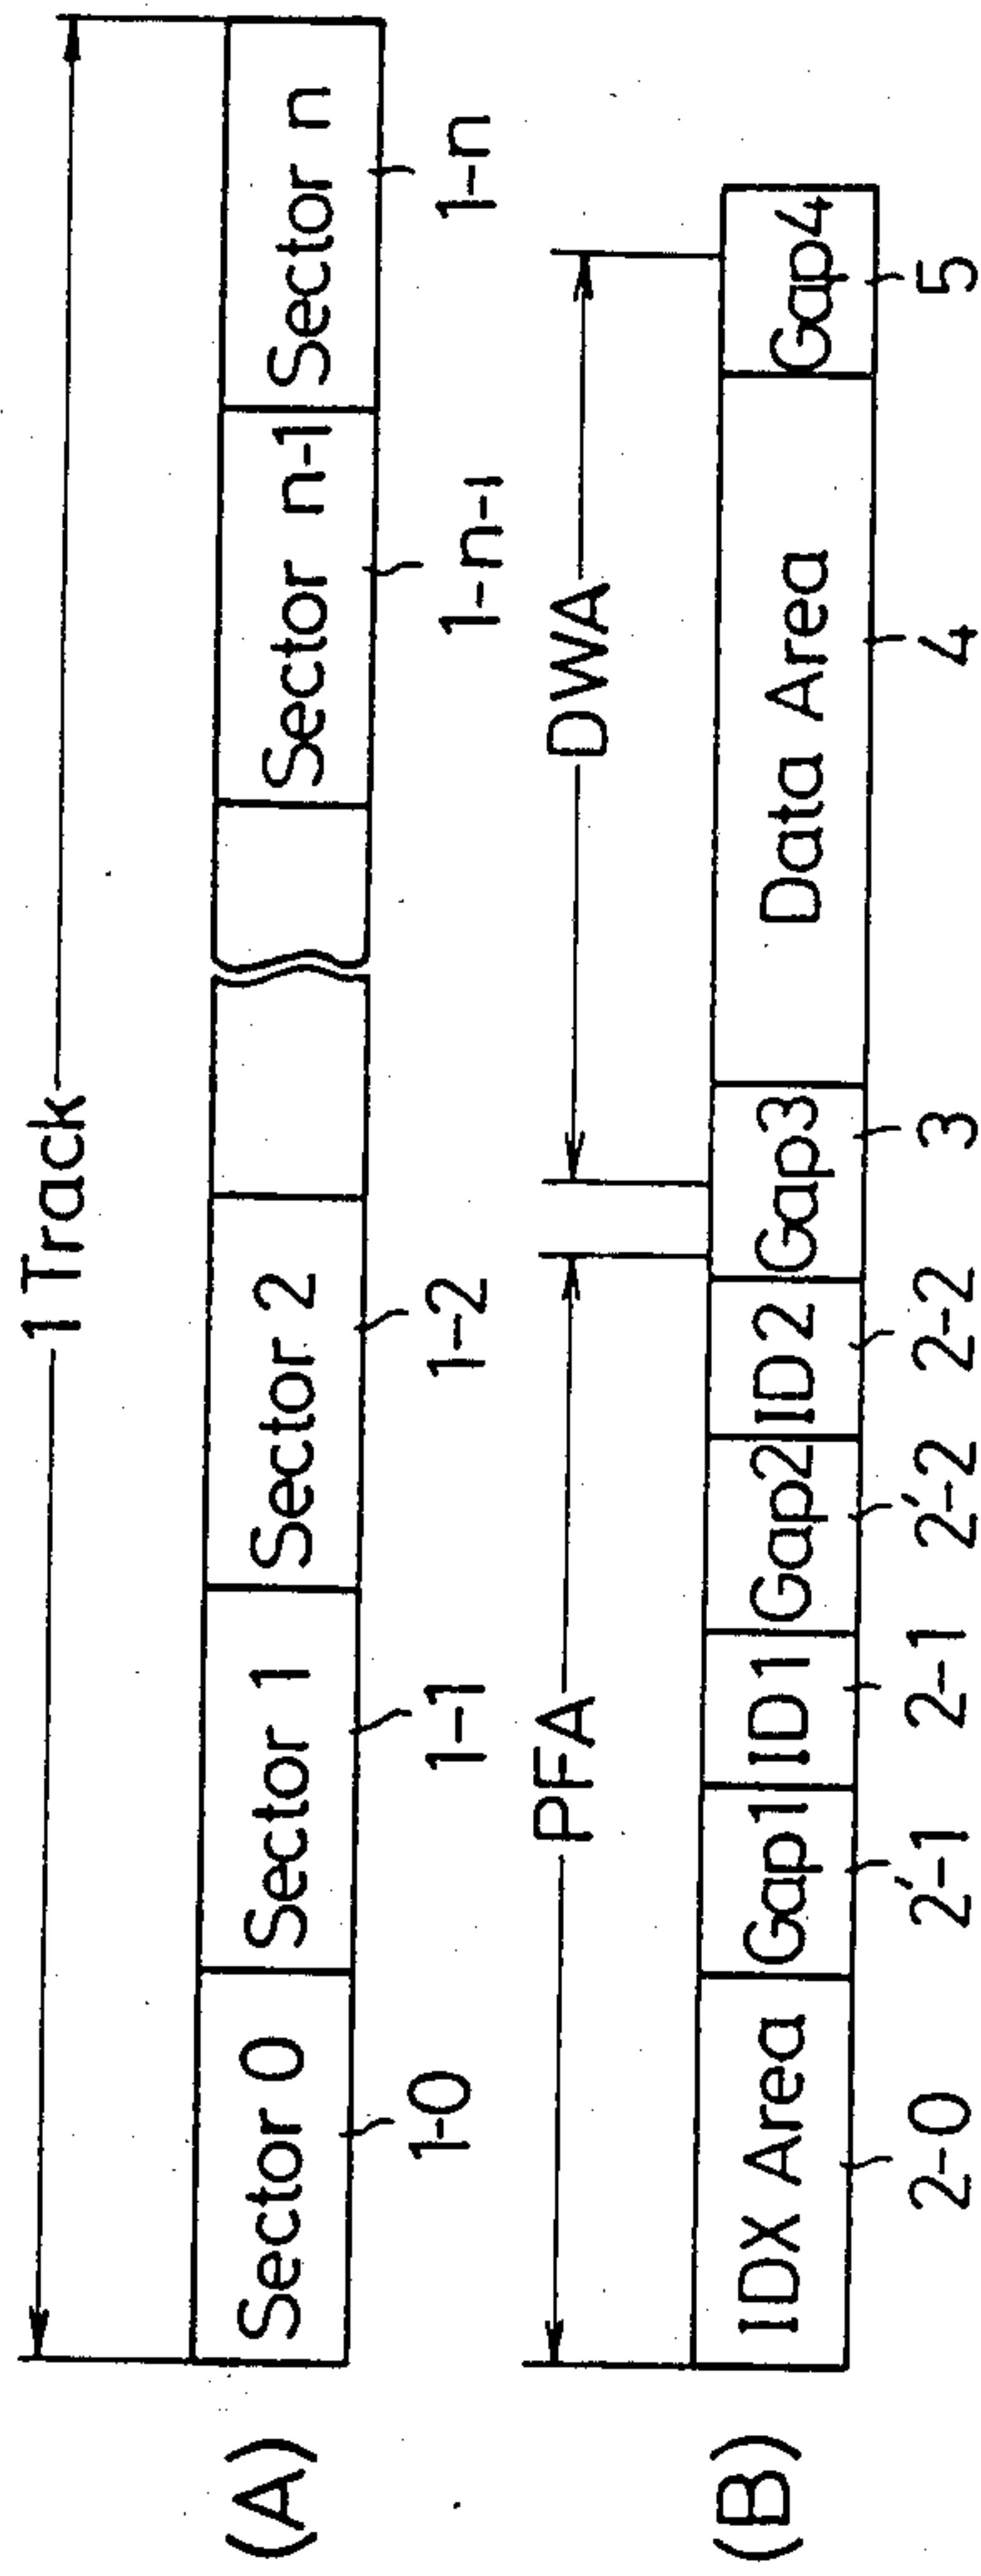 1 Track
Sector 0 Sector 1 Sector 2 Sector n-1 Sector n
1-0 1-1 1-2 1-n-1 1-n
(A)
PFA DWA
IDX Area Gap1 ID1 Gap2 ID2 Gap3 Data Area Gap4
2-0 2'-1 2-1 2'-2 2-2 3 4 5
(B)